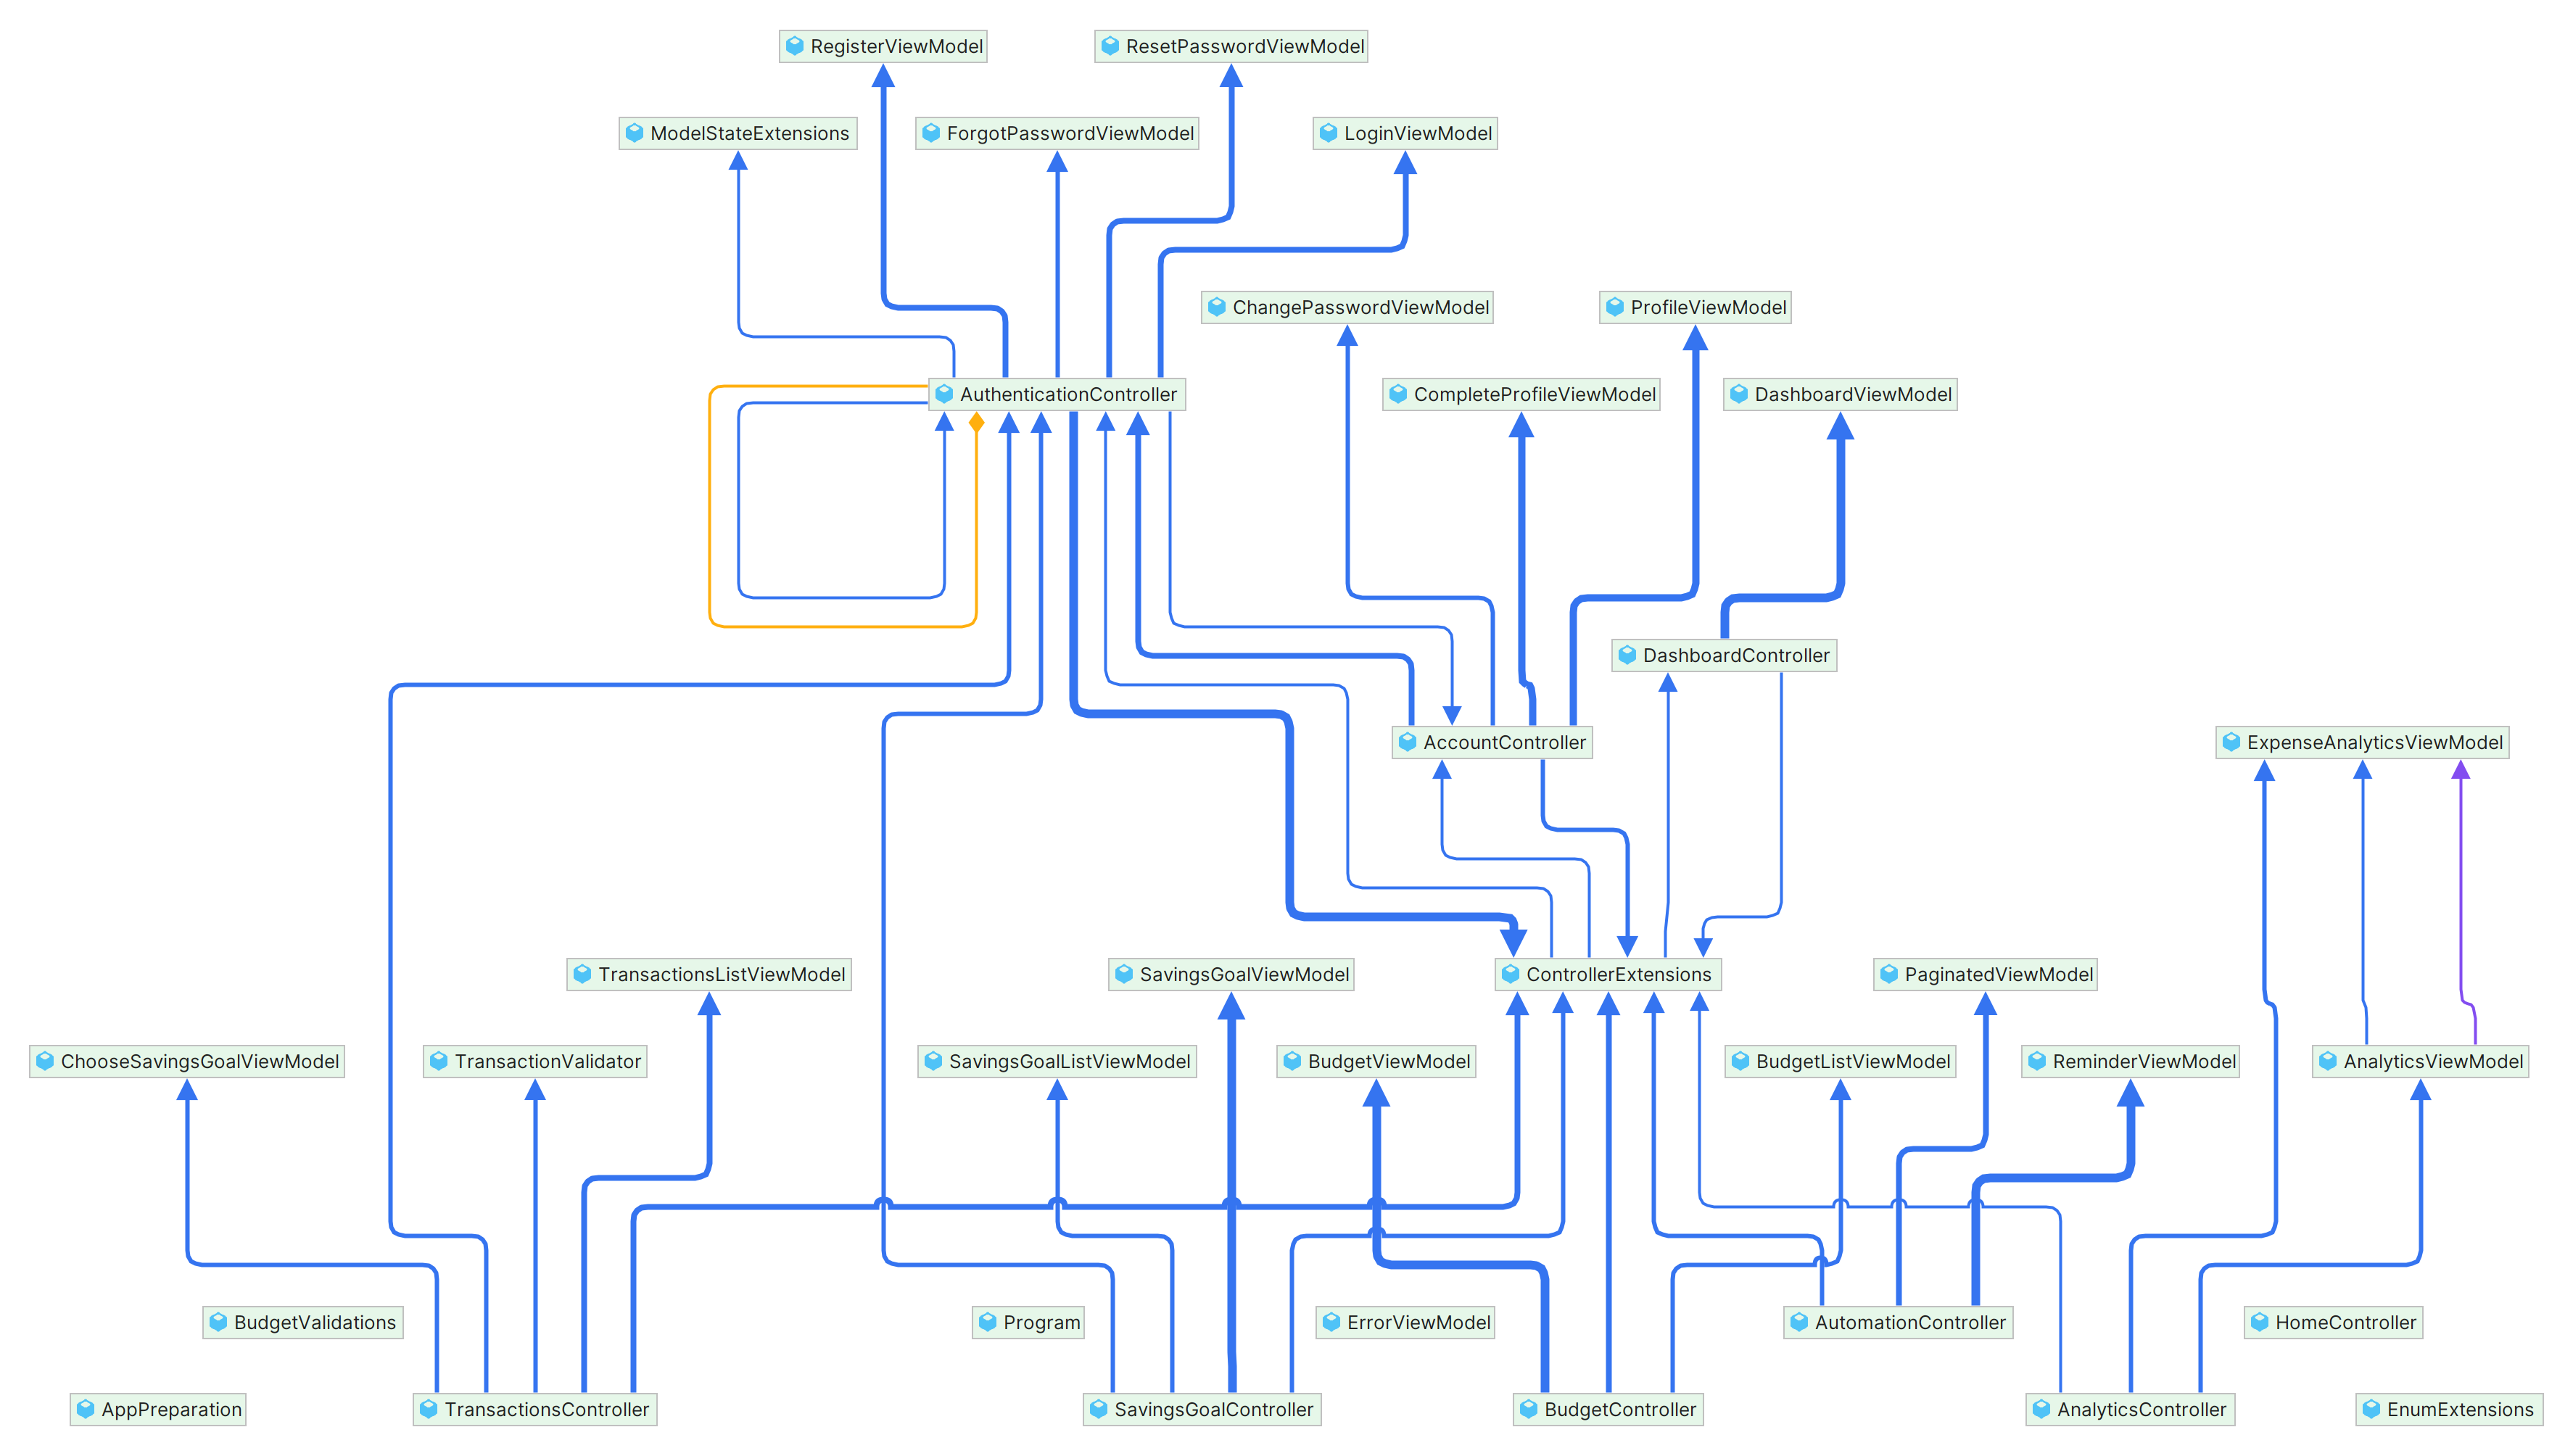 RegisterViewModel
ResetPasswordViewModel
ModelStateExtensions
ForgotPasswordViewModel
LoginViewModel
ChangePasswordViewModel
ProfileViewModel
AuthenticationController
CompleteProfileViewModel
DashboardViewModel
DashboardController
AccountController
ExpenseAnalyticsViewModel
TransactionsListViewModel
SavingsGoalViewModel
ControllerExtensions
PaginatedViewModel
ChooseSavingsGoalViewModel
TransactionValidator
SavingsGoalListViewModel
BudgetViewModel
BudgetListViewModel
ReminderViewModel
AnalyticsViewModel
BudgetValidations
Program
ErrorViewModel
AutomationController
HomeController
AppPreparation
TransactionsController
SavingsGoalController
BudgetController
AnalyticsController
EnumExtensions